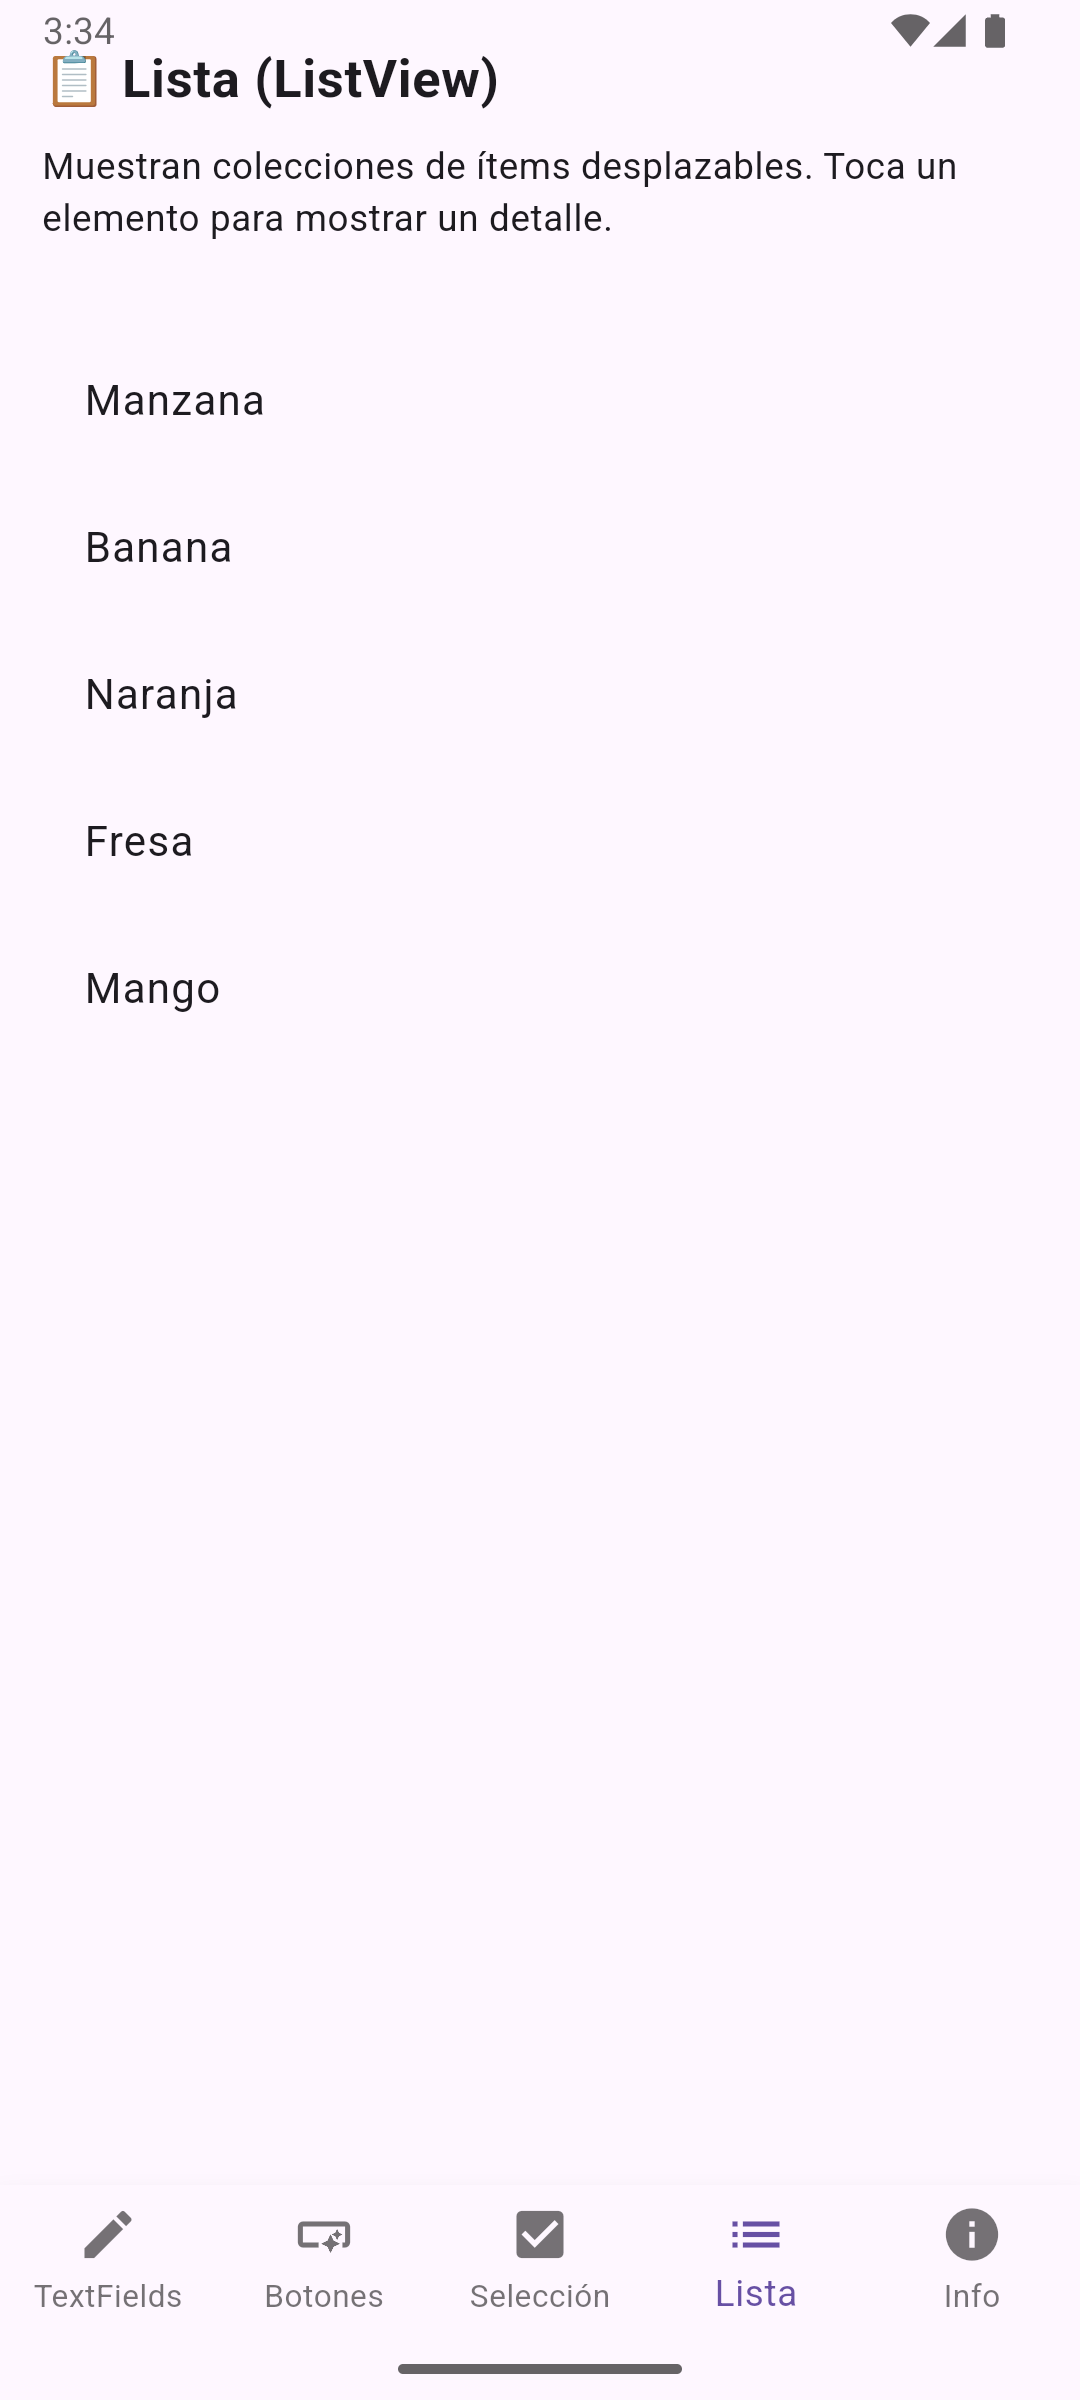 3:34
📋 Lista (ListView)
Muestran colecciones de ítems desplazables. Toca un
elemento para mostrar un detalle.
Manzana
Banana
Naranja
Fresa
Mango
TextFields Botones Selección Lista Info